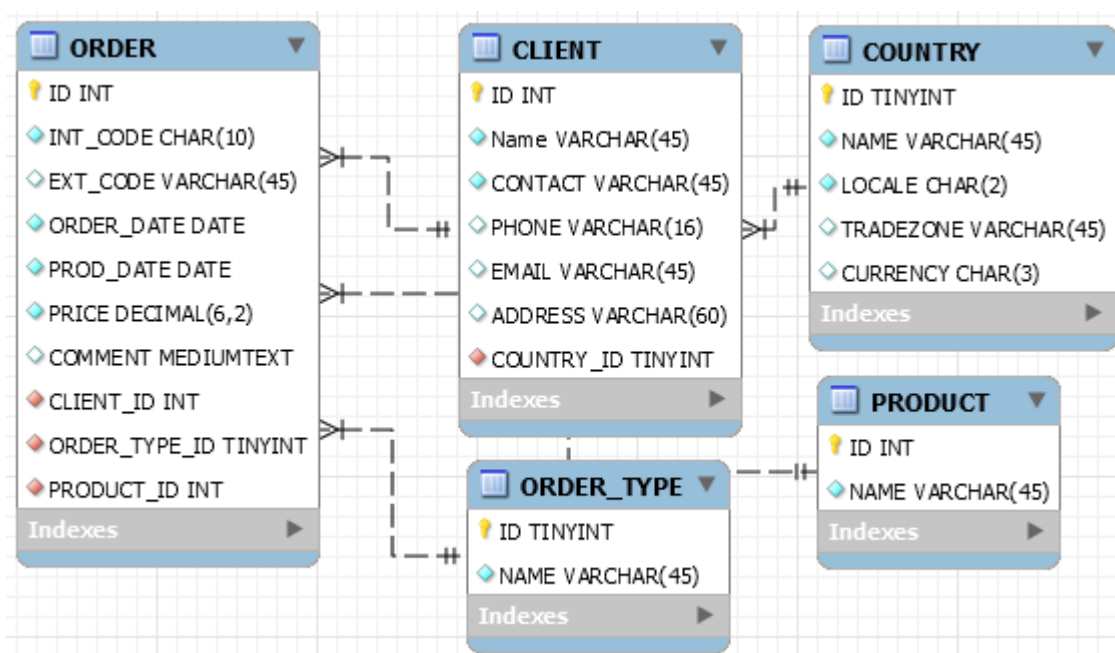 ORDER
ID INT
INT_CODE CHAR(10)
EXT_CODE VARCHAR(45)
ORDER_DATE DATE
PROD_DATE DATE
PRICE DECIMAL(6,2)
COMMENT MEDIUMTEXT
CLIENT_ID INT
ORDER_TYPE_ID TINYINT
PRODUCT_ID INT
Indexes
CLIENT
ID INT
Name VARCHAR(45)
CONTACT VARCHAR(45)
PHONE VARCHAR(16)
EMAIL VARCHAR(45)
ADDRESS VARCHAR(60)
COUNTRY_ID TINYINT
Indexes
COUNTRY
ID TINYINT
NAME VARCHAR(45)
LOCALE CHAR(2)
TRADEZONE VARCHAR(45)
CURRENCY CHAR(3)
Indexes
ORDER_TYPE
ID TINYINT
NAME VARCHAR(45)
Indexes
PRODUCT
ID INT
NAME VARCHAR(45)
Indexes